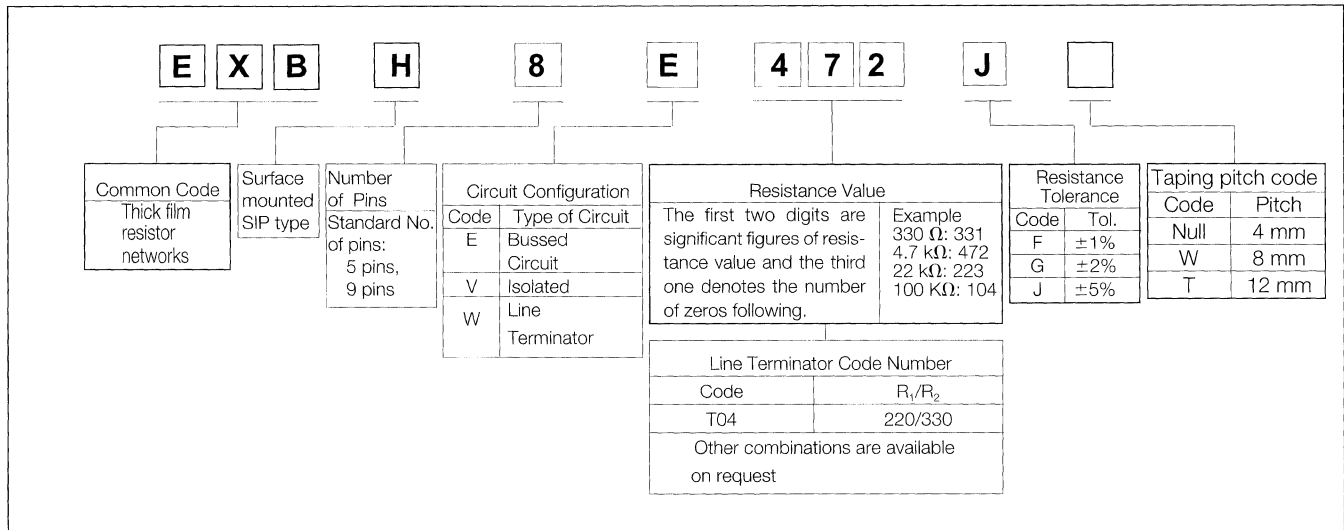 E X B H 8 E 4 7 2 J
Common Code
Thick film
resistor
networks
Surface
mounted
SIP type
Number
of Pins
Standard No.
of pins:
5 pins,
9 pins
Circuit Configuration
Code Type of Circuit
E Bussed
Circuit
V Isolated
W Line
Terminator
Resistance Value
The first two digits are
significant figures of resis-
tance value and the third
one denotes the number
of zeros following.
Example
330 Ω: 331
4.7 kΩ: 472
22 kΩ: 223
100 KΩ: 104
Line Terminator Code Number
Code R₁/R₂
T04 220/330
Other combinations are available
on request
Resistance
Tolerance
Code Tol.
F ±1%
G ±2%
J ±5%
Taping pitch code
Code Pitch
Null 4 mm
W 8 mm
T 12 mm